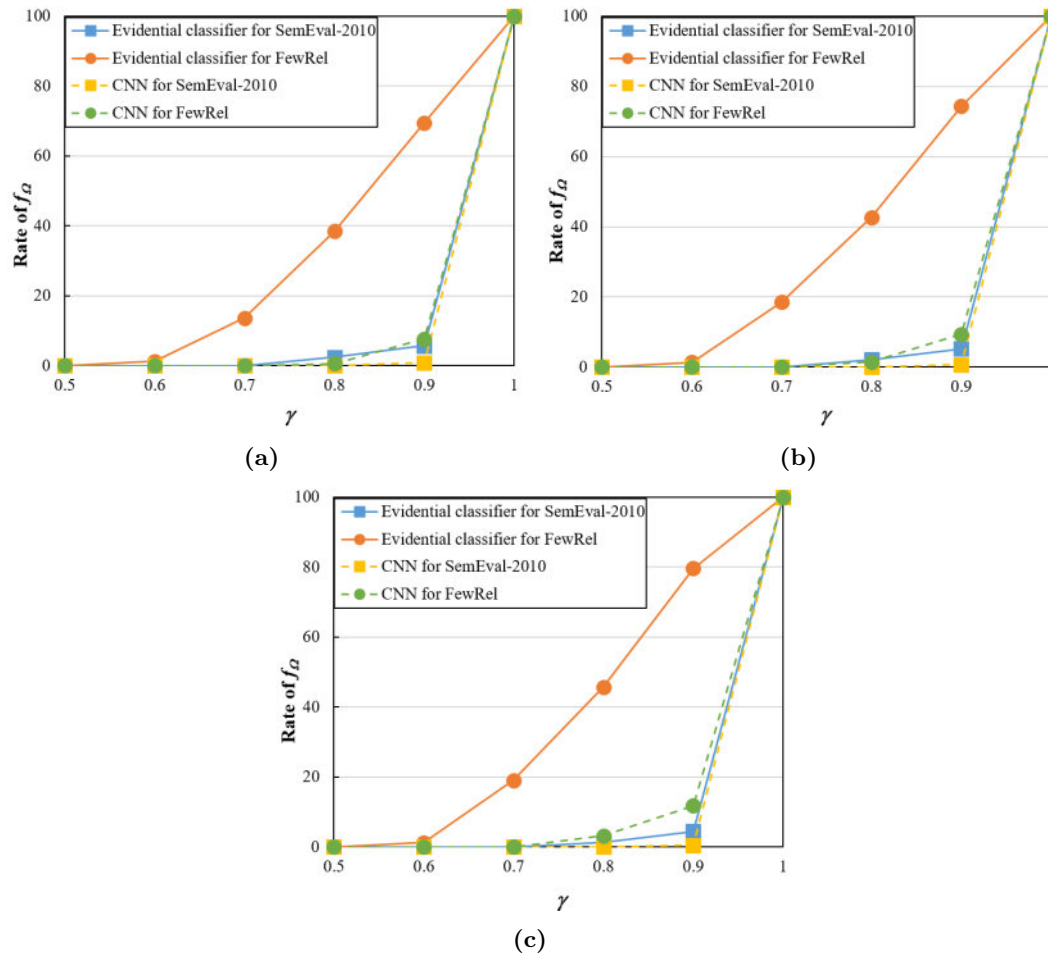 Rate of f_Ω
100
80
60
40
20
0
Evidential classifier for SemEval-2010
Evidential classifier for FewRel
CNN for SemEval-2010
CNN for FewRel
0.5 0.6 0.7 0.8 0.9 1
γ
(a)
Rate of f_Ω
100
80
60
40
20
0
Evidential classifier for SemEval-2010
Evidential classifier for FewRel
CNN for SemEval-2010
CNN for FewRel
0.5 0.6 0.7 0.8 0.9
γ
(b)
Rate of f_Ω
100
80
60
40
20
0
Evidential classifier for SemEval-2010
Evidential classifier for FewRel
CNN for SemEval-2010
CNN for FewRel
0.5 0.6 0.7 0.8 0.9 1
γ
(c)